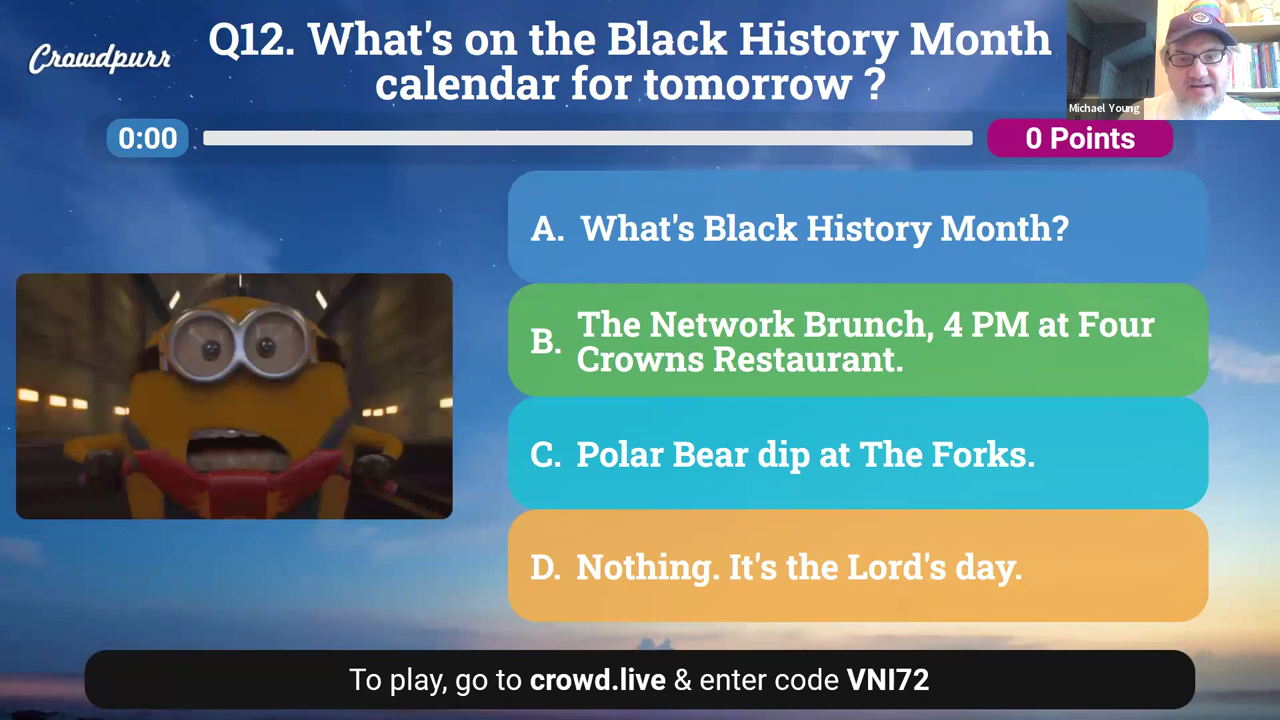 Crowdpurr
Q12. What's on the Black History Month
calendar for tomorrow ?
Michael Young
0:00
0 Points
A. What's Black History Month?
B. The Network Brunch, 4 PM at Four
Crowns Restaurant.
C. Polar Bear dip at The Forks.
D. Nothing. It's the Lord's day.
To play, go to crowd.live & enter code VNI72